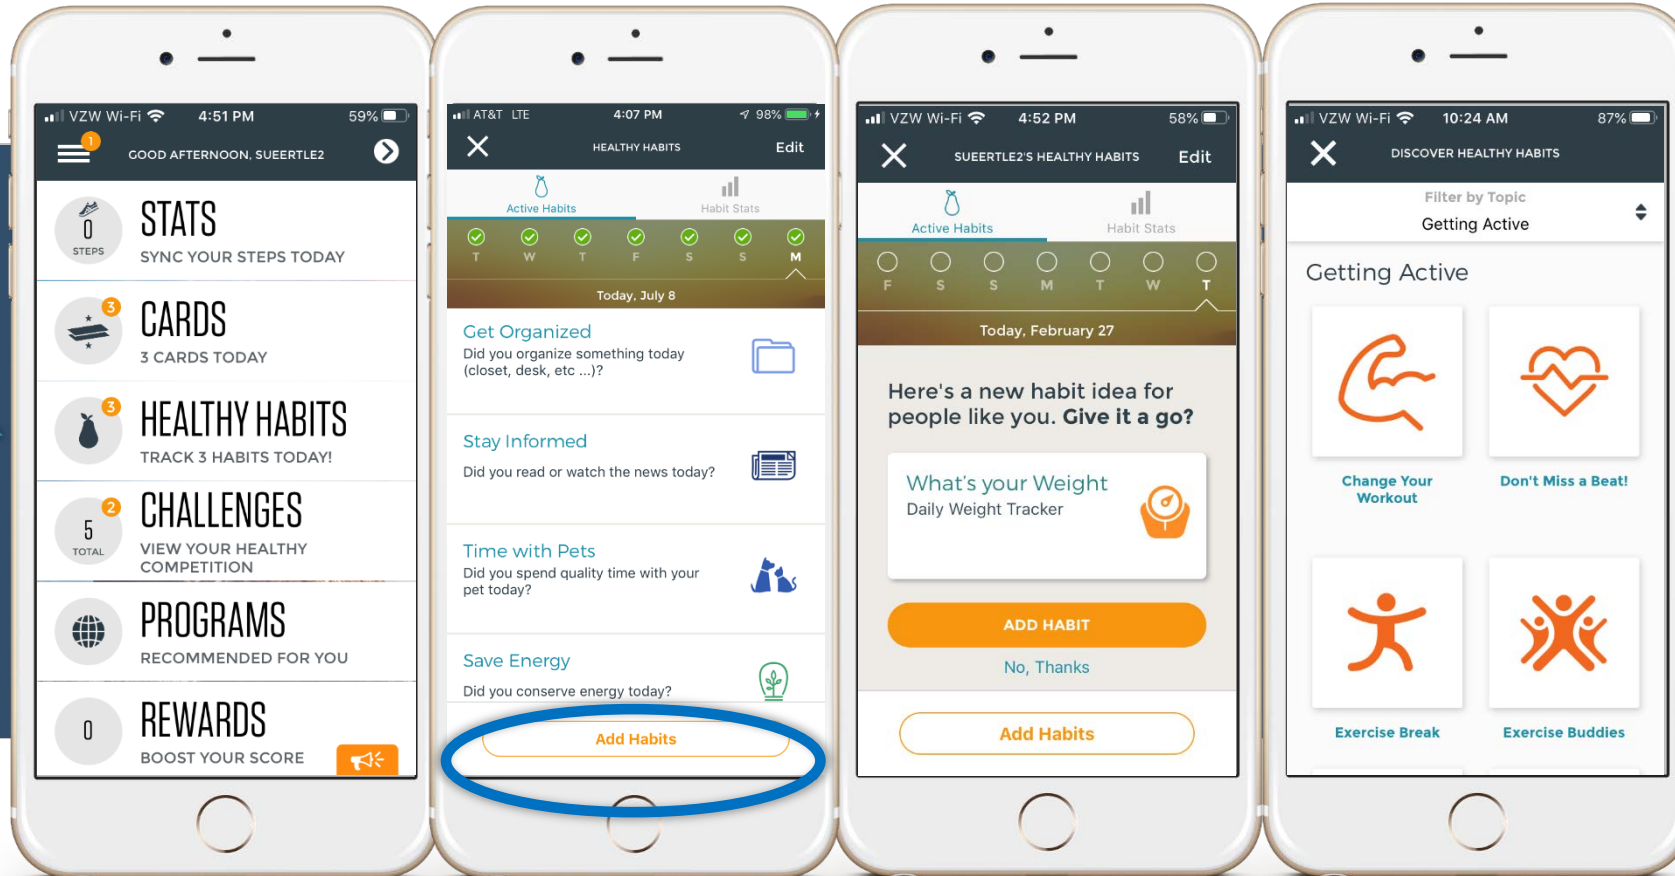 VZW Wi-Fi 4:51 PM 59%
1
GOOD AFTERNOON, SUEERTLE2
0
STEPS
STATS
SYNC YOUR STEPS TODAY
3
CARDS
3 CARDS TODAY
3
HEALTHY HABITS
TRACK 3 HABITS TODAY!
2
5
TOTAL
CHALLENGES
VIEW YOUR HEALTHY
COMPETITION
PROGRAMS
RECOMMENDED FOR YOU
0
REWARDS
BOOST YOUR SCORE
AT&T LTE 4:07 PM 98%
HEALTHY HABITS Edit
Active Habits Habit Stats
T W T F S S M
Today, July 8
Get Organized
Did you organize something today
(closet, desk, etc ...)?
Stay Informed
Did you read or watch the news today?
Time with Pets
Did you spend quality time with your
pet today?
Save Energy
Did you conserve energy today?
Add Habits
VZW Wi-Fi 4:52 PM 58%
SUEERTLE2'S HEALTHY HABITS Edit
Active Habits Habit Stats
F S S M T W T
Today, February 27
Here's a new habit idea for
people like you. Give it a go?
What's your Weight
Daily Weight Tracker
ADD HABIT
No, Thanks
Add Habits
VZW Wi-Fi 10:24 AM 87%
DISCOVER HEALTHY HABITS
Filter by Topic
Getting Active
Getting Active
Change Your
Workout
Don't Miss a Beat!
Exercise Break
Exercise Buddies